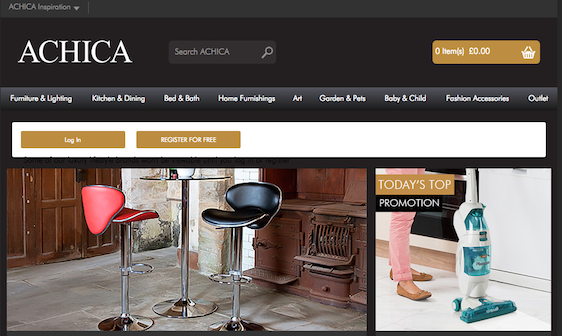 ACHICA Inspiration
ACHICA
Search ACHICA
0 Item(s) £0.00
Furniture & Lighting Kitchen & Dining Bed & Bath Home Furnishings Art Garden & Pets Baby & Child Fashion Accessories Outlet
Log In REGISTER FOR FREE
TODAY'S TOP
PROMOTION